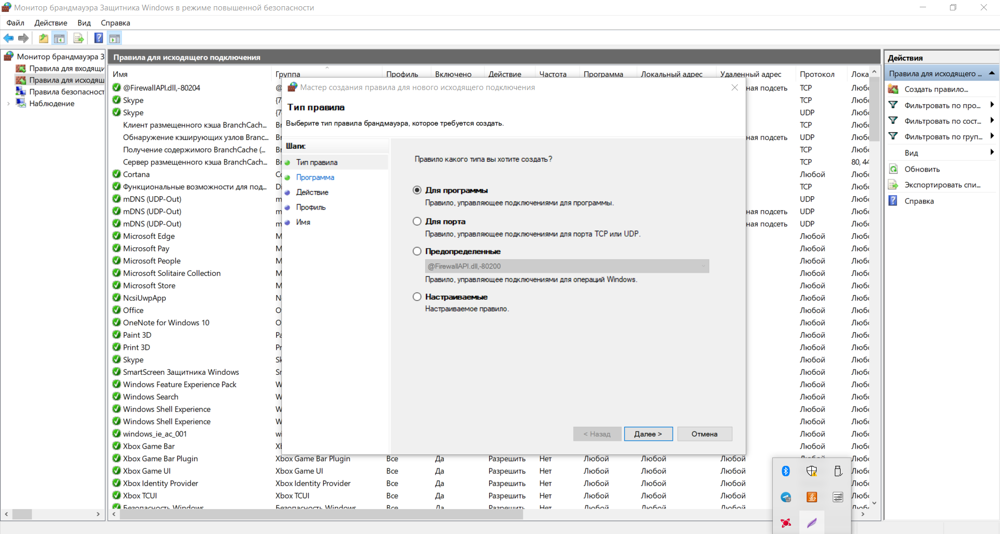 Монитор брандмауэра Защитника Windows в режиме повышенной безопасности
Файл Действие Вид Справка
Монитор брандмауэра З
Правила для входящи
Правила для исходящ
Правила безопасност
Наблюдение
Правила для исходящего подключения
Имя Группа Профиль Включено Действие Частота Программа Локальный адрес Удаленный адрес Протокол Лока
@FirewallAPI.dll,-80204 @ ная подсеть TCP Любо
Skype {7 TCP Любо
Skype {7 UDP Любо
Клиент размещенного кэша BranchCach... Br TCP Любо
Обнаружение кэширующих узлов Branc... Br ная подсеть UDP Любо
Получение содержимого BranchCache (... Br TCP Любо
Сервер размещенного кэша BranchCach... Br TCP 80, 44
Cortana Co Любой Любо
Функциональные возможности для под... Di TCP Любо
mDNS (UDP-Out) m UDP Любо
mDNS (UDP-Out) m ная подсеть UDP Любо
mDNS (UDP-Out) m ная подсеть UDP Любо
Microsoft Edge M Любой Любо
Microsoft Pay M Любой Любо
Microsoft People M Любой Любо
Microsoft Solitaire Collection M Любой Любо
Microsoft Store M Любой Любо
NcsiUwpApp N Любой Любо
Office O Любой Любо
OneNote for Windows 10 O Любой Любо
Paint 3D Pa Любой Любо
Print 3D Pr Любой Любо
Skype Sk Любой Любо
SmartScreen Защитника Windows Sr Любой Любо
Windows Feature Experience Pack W Любой Любо
Windows Search W Любой Любо
Windows Shell Experience W Любой Любо
Windows Shell Experience W Любой Любо
windows_ie_ac_001 wi Любой Любо
Xbox Game Bar Xl Любой Любо
Xbox Game Bar Plugin Xbox Game Bar Plugin Все Да Разрешить Нет Любой Любой Любой Любой Любо
Xbox Game UI Xbox Game UI Все Да Разрешить Нет Любой Любой Любой Любо
Xbox Identity Provider Xbox Identity Provider Все Да Разрешить Нет Любой Любой Любой Любо
Xbox TCUI Xbox TCUI Все Да Разрешить Нет Любой Любой Любой Любо
Безопасность Windows Безопасность Windows Все Да Разрешить Нет Любой Любой Любой Любо
Мастер создания правила для нового исходящего подключения
Тип правила
Выберите тип правила брандмауэра, которое требуется создать.
Шаги:
Тип правила
Программа
Действие
Профиль
Имя
Правило какого типа вы хотите создать?
Для программы
Правило, управляющее подключениями для программы.
Для порта
Правило, управляющее подключениями для порта TCP или UDP.
Предопределенные
@FirewallAPI.dll,-80200
Правило, управляющее подключениями для операций Windows.
Настраиваемые
Настраиваемое правило.
< Назад Далее > Отмена
Действия
Правила для исходящего ...
Создать правило...
Фильтровать по про...
Фильтровать по сост...
Фильтровать по груп...
Вид
Обновить
Экспортировать спи...
Справка